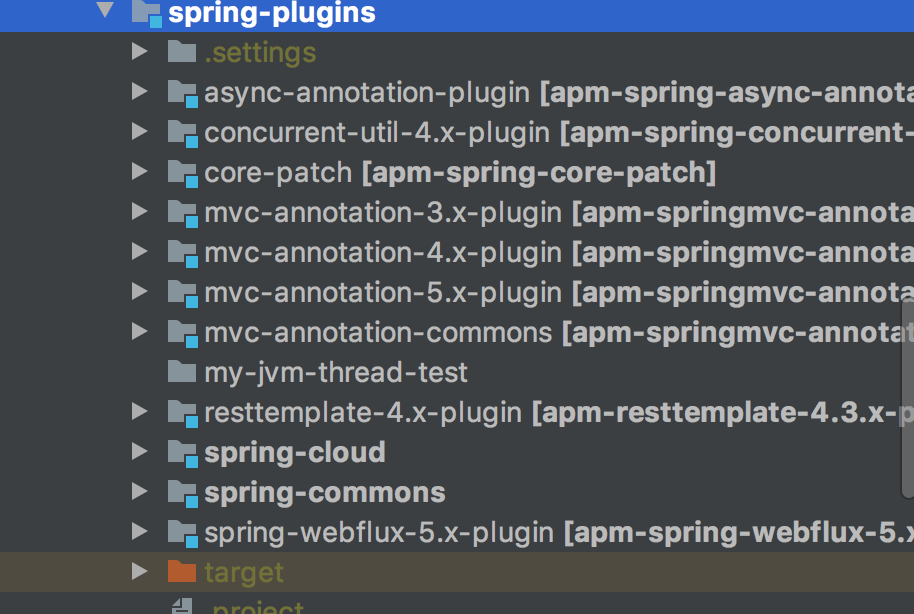 spring-plugins
.settings
async-annotation-plugin [apm-spring-async-annota
concurrent-util-4.x-plugin [apm-spring-concurrent-
core-patch [apm-spring-core-patch]
mvc-annotation-3.x-plugin [apm-springmvc-annota
mvc-annotation-4.x-plugin [apm-springmvc-annota
mvc-annotation-5.x-plugin [apm-springmvc-annota
mvc-annotation-commons [apm-springmvc-annotat
my-jvm-thread-test
resttemplate-4.x-plugin [apm-resttemplate-4.3.x-p
spring-cloud
spring-commons
spring-webflux-5.x-plugin [apm-spring-webflux-5.x
target
.project